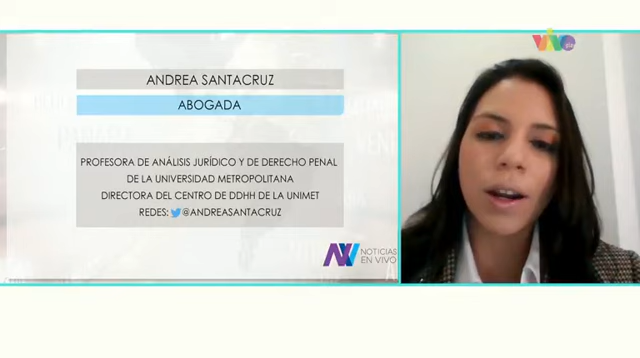 ANDREA SANTACRUZ
ABOGADA
PROFESORA DE ANÁLISIS JURÍDICO Y DE DERECHO PENAL
DE LA UNIVERSIDAD METROPOLITANA
DIRECTORA DEL CENTRO DE DDHH DE LA UNIMET
REDES: @ANDREASANTACRUZ
NOTICIAS
EN VIVO
VIVO